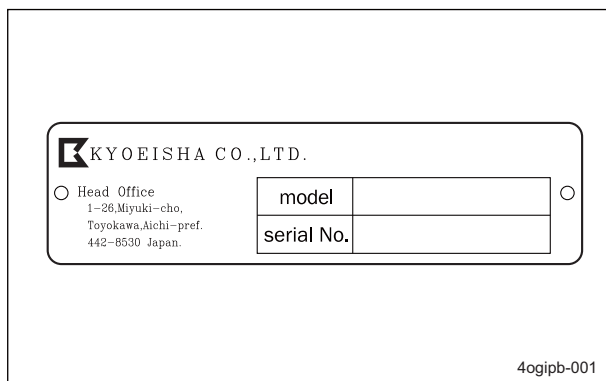 KYOEISHA CO.,LTD.
Head Office
1-26,Miyuki-cho,
Toyokawa,Aichi-pref.
442-8530 Japan.
model
serial No.
4ogipb-001